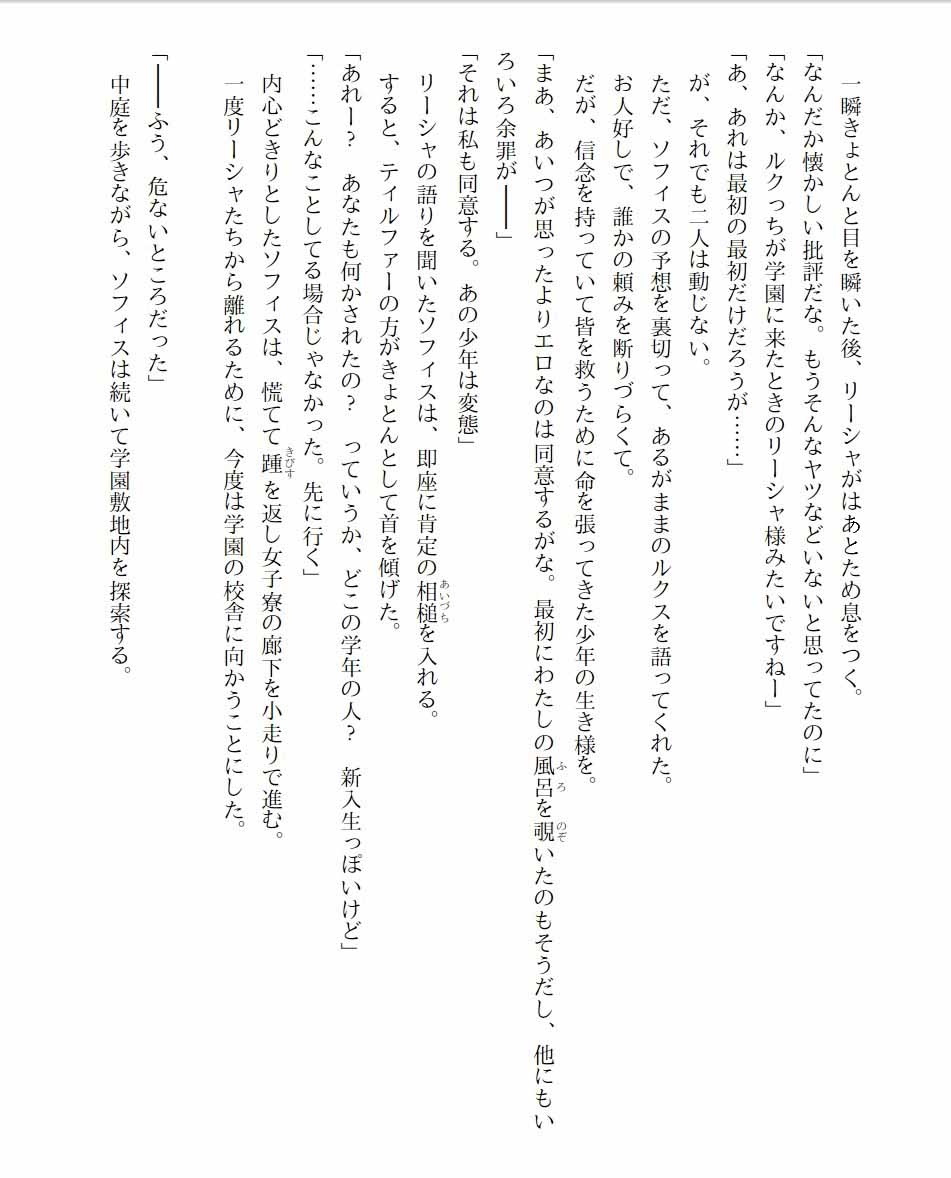 一瞬きょとんと目を瞬いた後、リーシャがはあとため息をつく。
「なんだか懐かしい批評だな。もうそんなヤツなどいないと思ってたのに」
「なんか、ルクっちが学園に来たときのリーシャ様みたいですねー」
「あ、あれは最初の最初だけだろうが……」
が、それでも二人は動じない。
ただ、ソフィスの予想を裏切って、あるがままのルクスを語ってくれた。
お人好しで、誰かの頼みを断りづらくて。
だが、信念を持っていて皆を救うために命を張ってきた少年の生き様を。
「まあ、あいつが思ったよりエロなのは同意するがな。最初にわたしの風呂を覗いたのもそうだし、他にもい
ろいろ余罪が――」
「それは私も同意する。あの少年は変態」
リーシャの語りを聞いたソフィスは、即座に肯定の相槌を入れる。
すると、ティルファーの方がきょとんとして首を傾げた。
「あれー？　あなたも何かされたの？　っていうか、どこの学年の人？　新入生っぽいけど」
「……こんなことしてる場合じゃなかった。先に行く」
内心どきりとしたソフィスは、慌てて踵を返し女子寮の廊下を小走りで進む。
一度リーシャたちから離れるために、今度は学園の校舎に向かうことにした。
「――ふう、危ないところだった」
中庭を歩きながら、ソフィスは続いて学園敷地内を探索する。